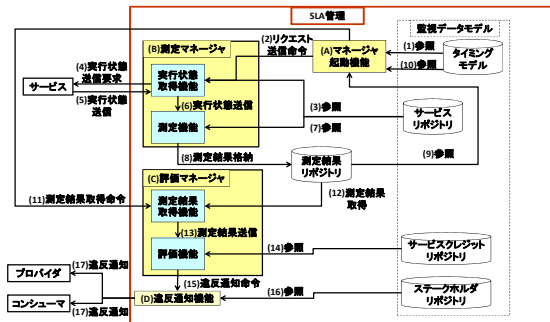 SLA管理
監視データモデル
(2)リクエスト
送信命令
(B)測定マネージャ
(A)マネージャ
起動機能
(1)参照
(10)参照
タイミング
モデル
(4)実行状態
送信要求
サービス
(5)実行状態
送信
実行状態
取得機能
(6)実行状態送信
測定機能
(3)参照
(7)参照
サービス
リポジトリ
(8)測定結果格納
測定結果
リポジトリ
(9)参照
(C)評価マネージャ
(11)測定結果取得命令
測定結果
取得機能
(12)測定結果
取得
(13)測定結果送信
評価機能
(14)参照
サービスクレジット
リポジトリ
(15)違反通知命令
(17)違反通知
プロバイダ
コンシューマ
(17)違反通知
(D)違反通知機能
(16)参照
ステークホルダ
リポジトリ